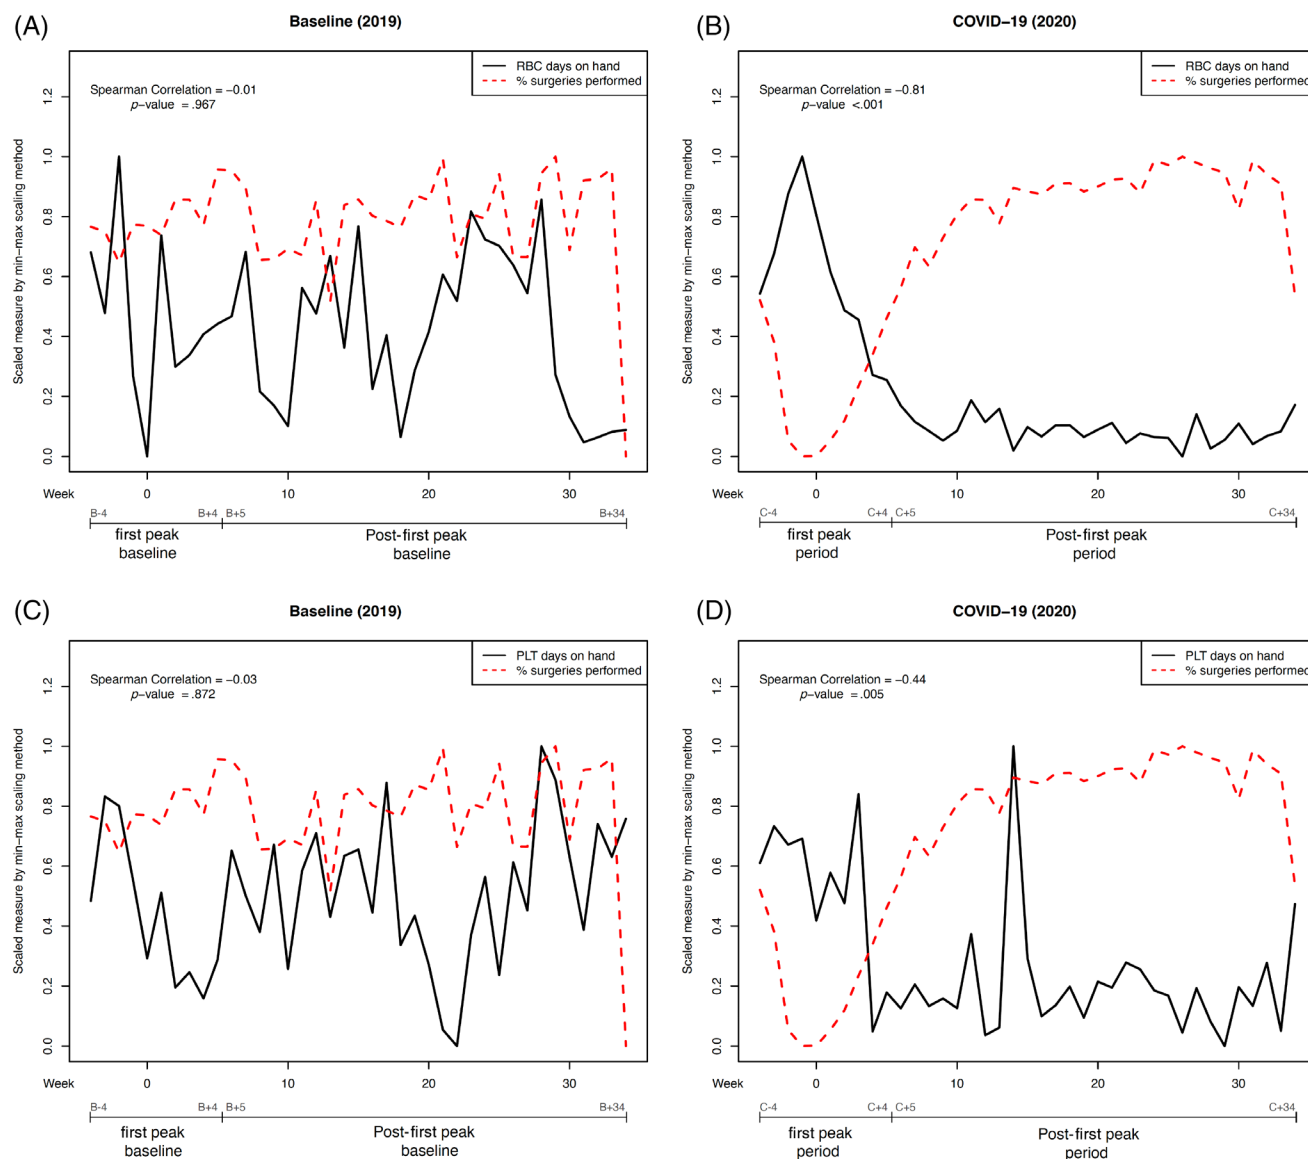 (A)
Baseline (2019)
RBC days on hand
% surgeries performed
Spearman Correlation = −0.01
p−value = .967
Scaled measure by min−max scaling method
1.2
1.0
0.8
0.6
0.4
0.2
0.0
Week 0 10 20 30
B-4 B+4 B+5 B+34
first peak
baseline
Post-first peak
baseline
(B)
COVID−19 (2020)
RBC days on hand
% surgeries performed
Spearman Correlation = −0.81
p−value <.001
Scaled measure by min−max scaling method
1.2
1.0
0.8
0.6
0.4
0.2
0.0
0 10 20 30
C-4 C+4 C+5 C+34
first peak
period
Post-first peak
period
(C)
Baseline (2019)
PLT days on hand
% surgeries performed
Spearman Correlation = −0.03
p−value = .872
Scaled measure by min−max scaling method
1.2
1.0
0.8
0.6
0.4
0.2
0.0
Week 0 10 20 30
B-4 B+4 B+5 B+34
first peak
baseline
Post-first peak
baseline
(D)
COVID−19 (2020)
PLT days on hand
% surgeries performed
Spearman Correlation = −0.44
p−value = .005
Scaled measure by min−max scaling method
1.2
1.0
0.8
0.6
0.4
0.2
0.0
0 10 20 30
C-4 C+4 C+5 C+34
first peak
period
Post-first peak
period